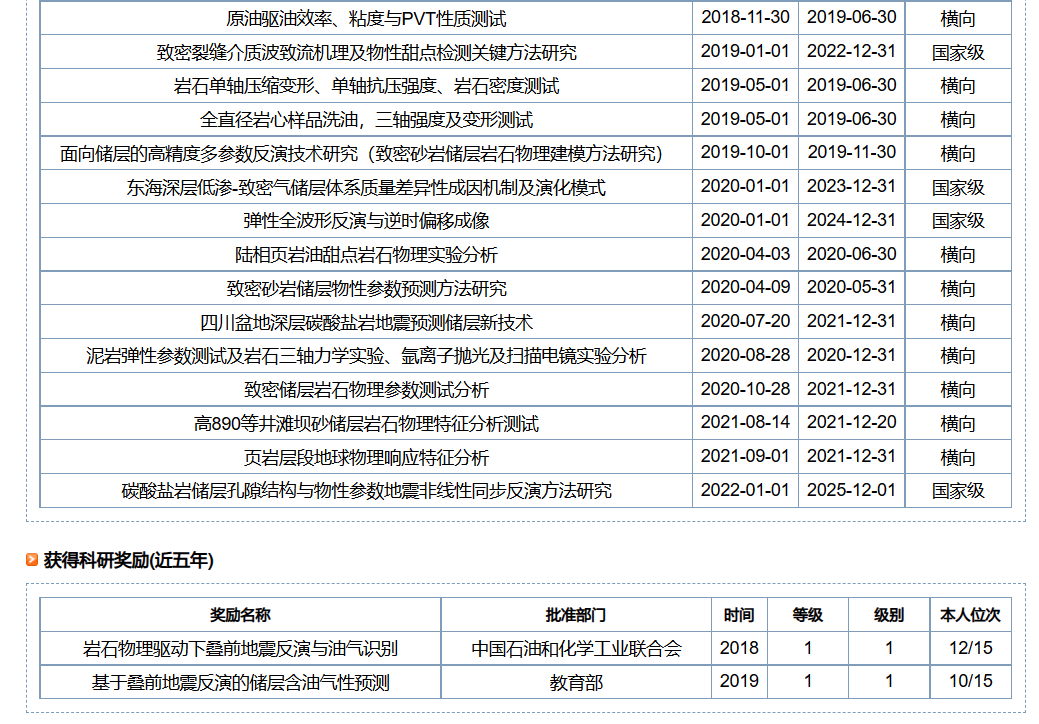 原油驱油效率、粘度与PVT性质测试 2018-11-30 2019-06-30 横向
致密裂缝介质波致流机理及物性甜点检测关键方法研究 2019-01-01 2022-12-31 国家级
岩石单轴压缩变形、单轴抗压强度、岩石密度测试 2019-05-01 2019-06-30 横向
全直径岩心样品洗油，三轴强度及变形测试 2019-05-01 2019-06-30 横向
面向储层的高精度多参数反演技术研究（致密砂岩储层岩石物理建模方法研究） 2019-10-01 2019-11-30 横向
东海深层低渗-致密气储层体系质量差异性成因机制及演化模式 2020-01-01 2023-12-31 国家级
弹性全波形反演与逆时偏移成像 2020-01-01 2024-12-31 国家级
陆相页岩油甜点岩石物理实验分析 2020-04-03 2020-06-30 横向
致密砂岩储层物性参数预测方法研究 2020-04-09 2020-05-31 横向
四川盆地深层碳酸盐岩地震预测储层新技术 2020-07-20 2021-12-31 横向
泥岩弹性参数测试及岩石三轴力学实验、氩离子抛光及扫描电镜实验分析 2020-08-28 2020-12-31 横向
致密储层岩石物理参数测试分析 2020-10-28 2021-12-31 横向
高890等井滩坝砂储层岩石物理特征分析测试 2021-08-14 2021-12-20 横向
页岩层段地球物理响应特征分析 2021-09-01 2021-12-31 横向
碳酸盐岩储层孔隙结构与物性参数地震非线性同步反演方法研究 2022-01-01 2025-12-01 国家级
获得科研奖励(近五年)
奖励名称 批准部门 时间 等级 级别 本人位次
岩石物理驱动下叠前地震反演与油气识别 中国石油和化学工业联合会 2018 1 1 12/15
基于叠前地震反演的储层含油气性预测 教育部 2019 1 1 10/15